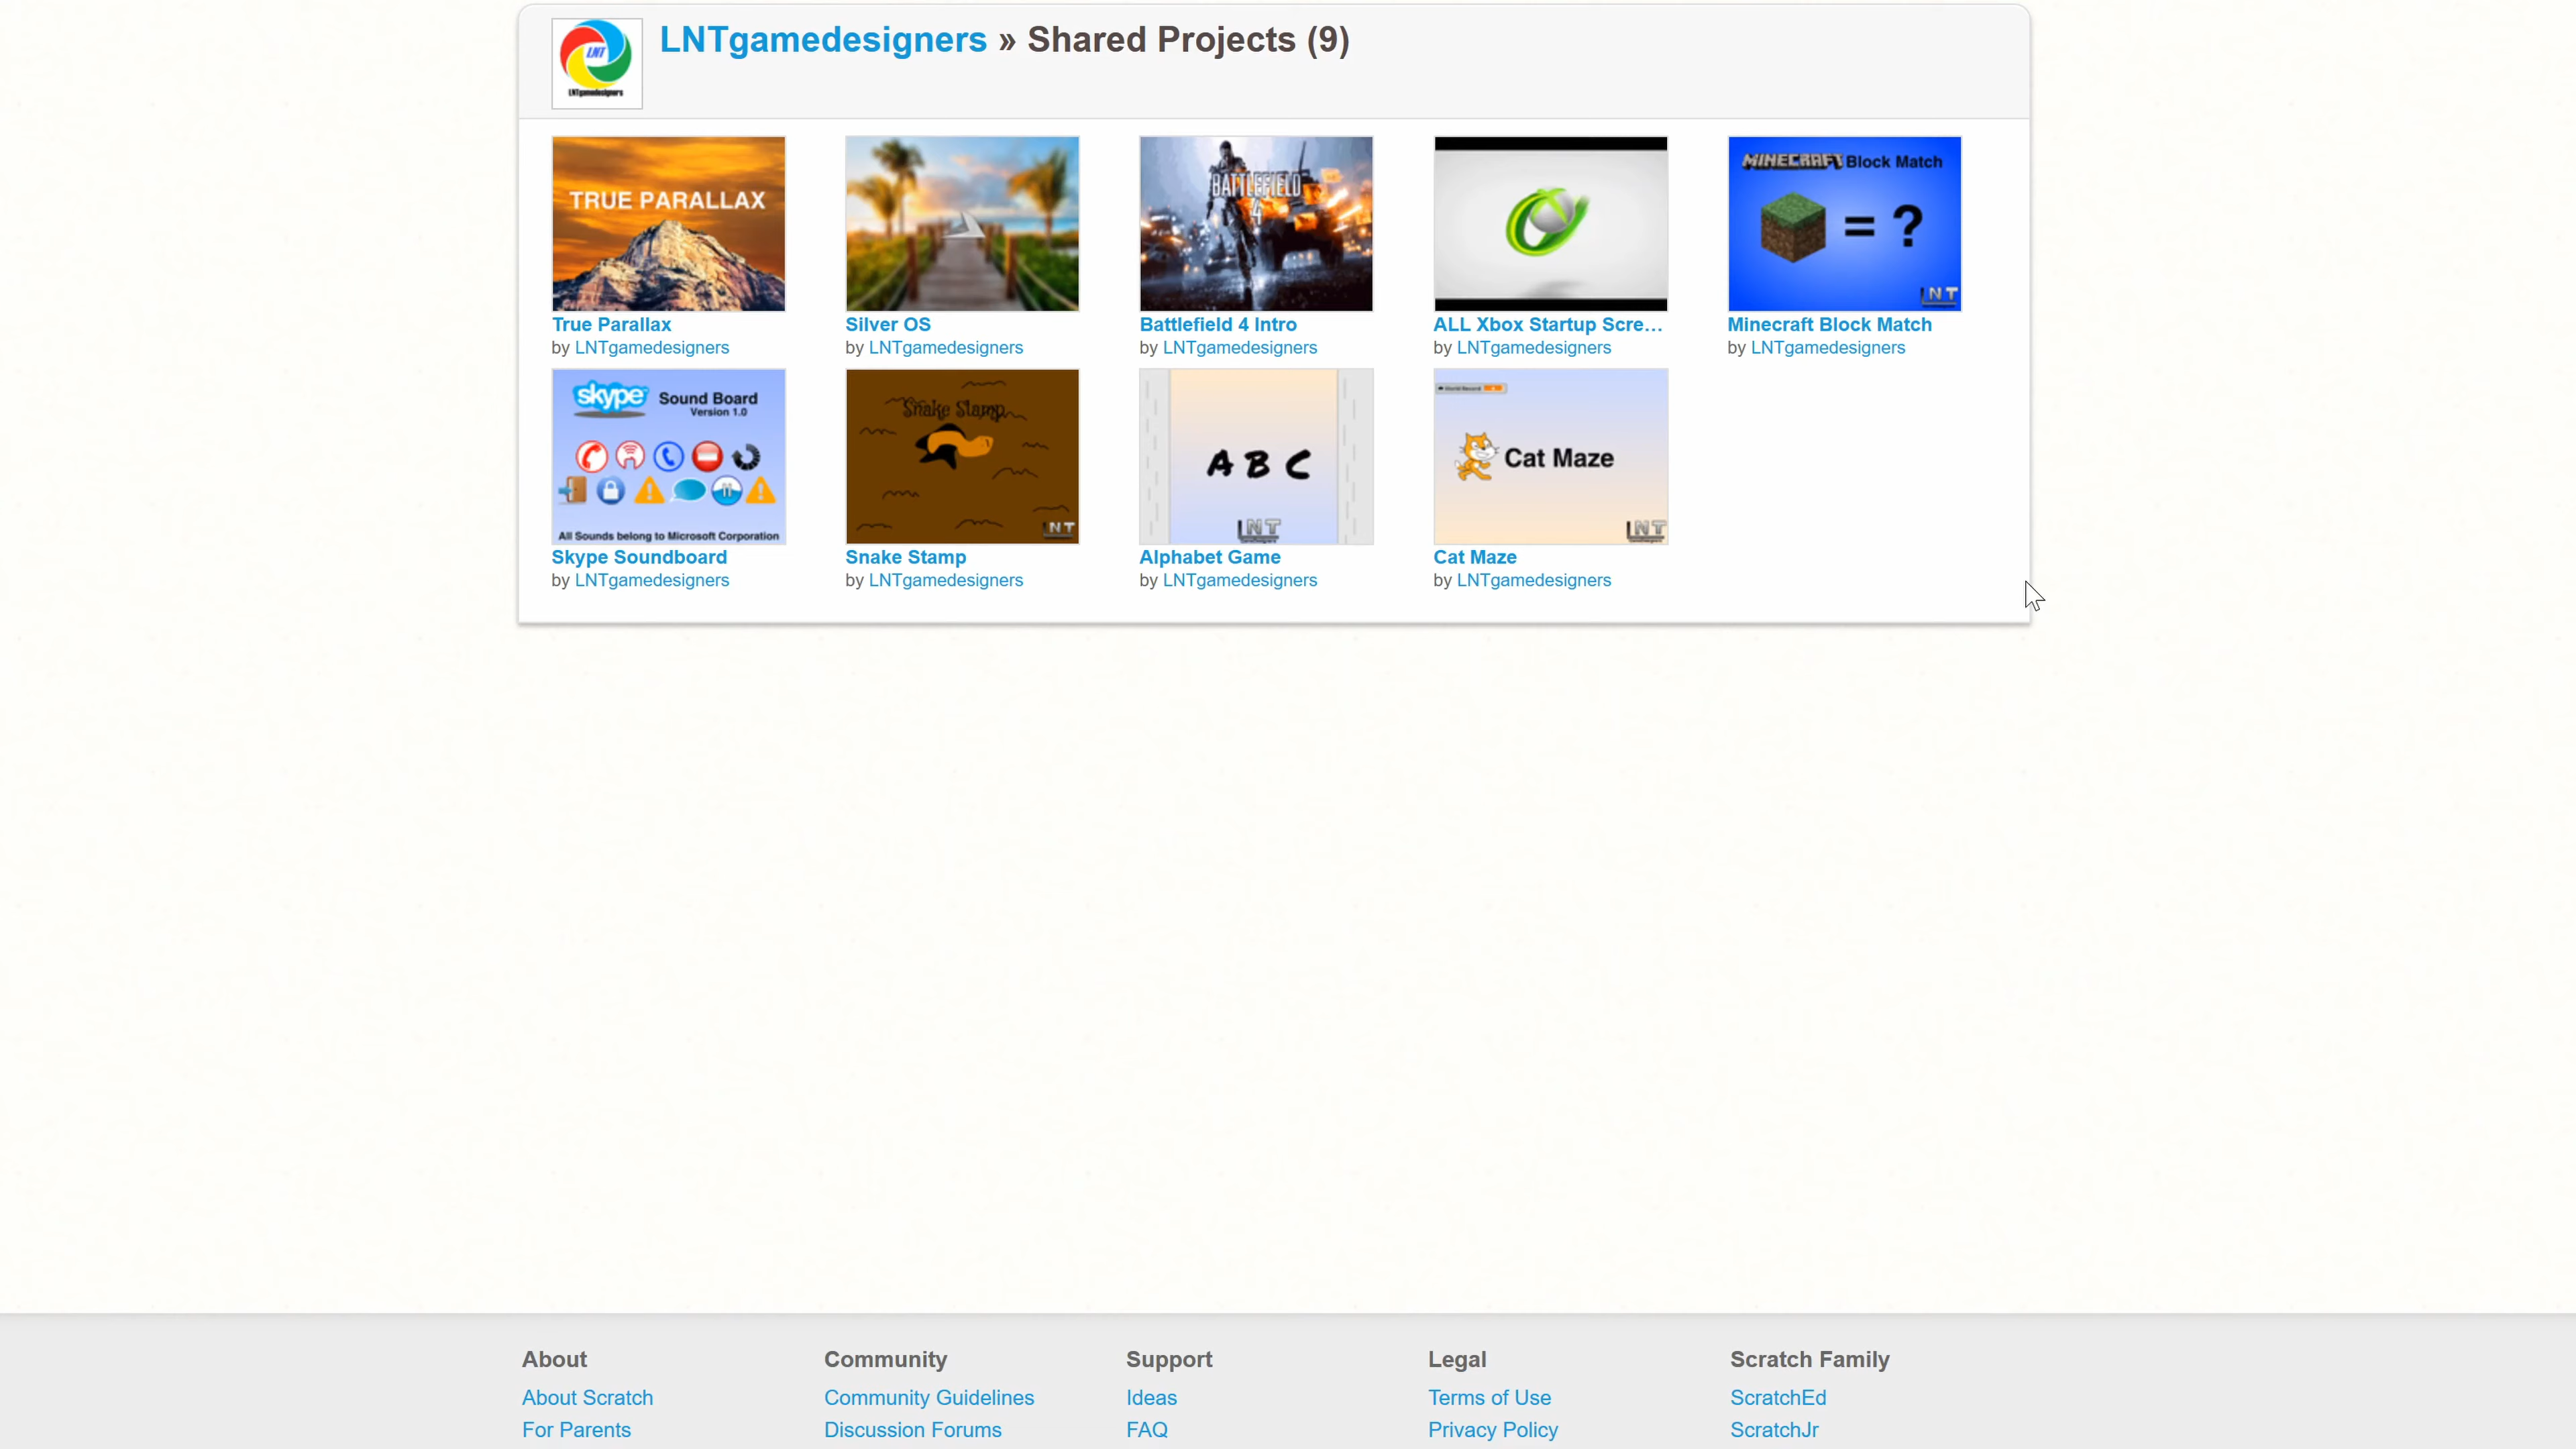 LNT
LNTgamedesigners
LNTgamedesigners » Shared Projects (9)
TRUE PARALLAX
BATTLEFIELD
4
MINECRAFT Block Match
= ?
LNT
True Parallax
Silver OS
Battlefield 4 Intro
ALL Xbox Startup Scre...
Minecraft Block Match
by LNTgamedesigners
by LNTgamedesigners
by LNTgamedesigners
by LNTgamedesigners
by LNTgamedesigners
skype Sound Board
Version 1.0
All Sounds belong to Microsoft Corporation
Snake Stamp
LNT
A B C
LNT
World Record
Cat Maze
LNT
Skype Soundboard
Snake Stamp
Alphabet Game
Cat Maze
by LNTgamedesigners
by LNTgamedesigners
by LNTgamedesigners
by LNTgamedesigners
About
Community
Support
Legal
Scratch Family
About Scratch
Community Guidelines
Ideas
Terms of Use
ScratchEd
For Parents
Discussion Forums
FAQ
Privacy Policy
ScratchJr